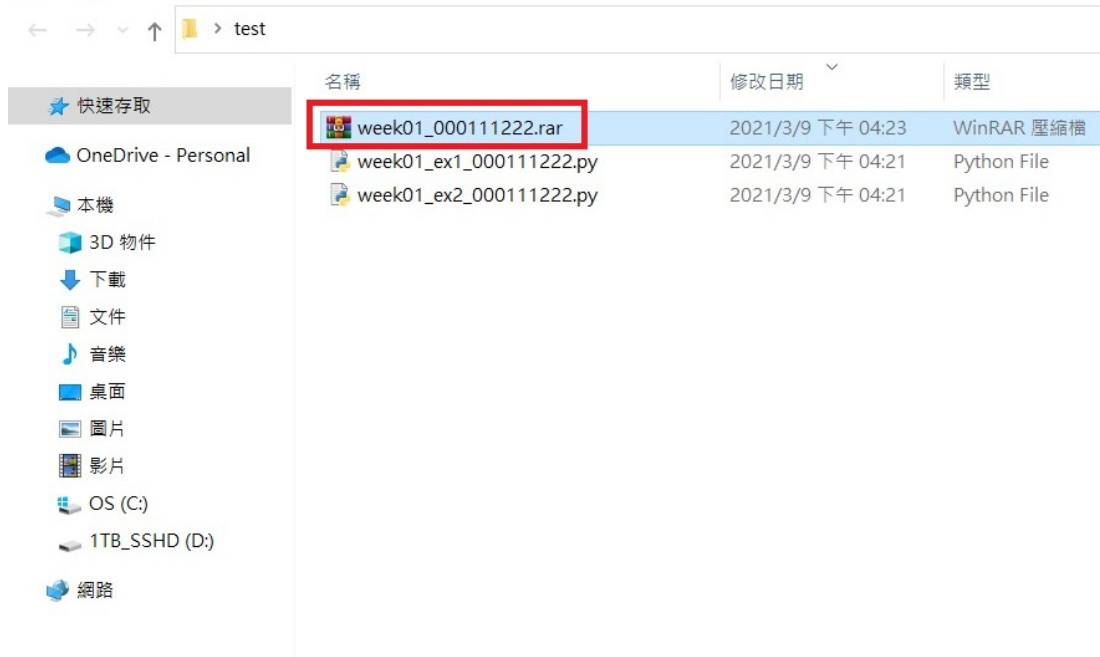 test
名稱 修改日期 類型
快速存取
OneDrive - Personal
本機
3D 物件
下載
文件
音樂
桌面
圖片
影片
OS (C:)
1TB_SSHD (D:)
網路
week01_000111222.rar 2021/3/9 下午 04:23 WinRAR 壓縮檔
week01_ex1_000111222.py 2021/3/9 下午 04:21 Python File
week01_ex2_000111222.py 2021/3/9 下午 04:21 Python File